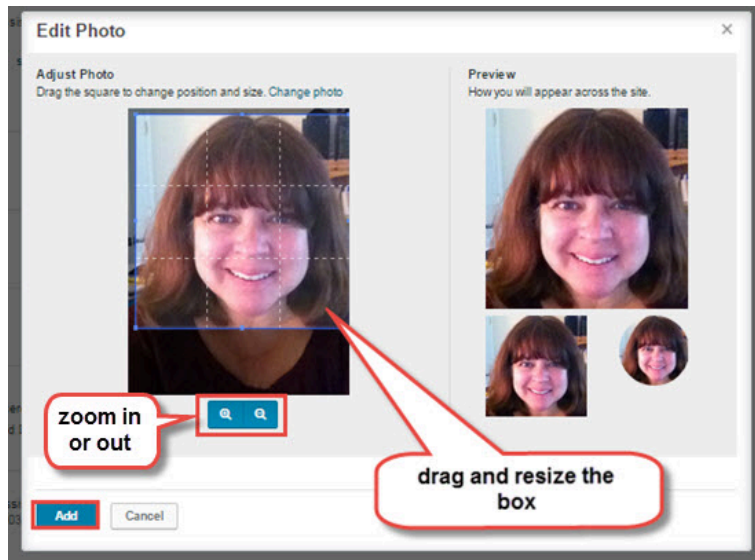 Edit Photo
×
Adjust Photo
Drag the square to change position and size. Change photo
Preview
How you will appear across the site.
zoom in
or out
drag and resize the
box
Add
Cancel